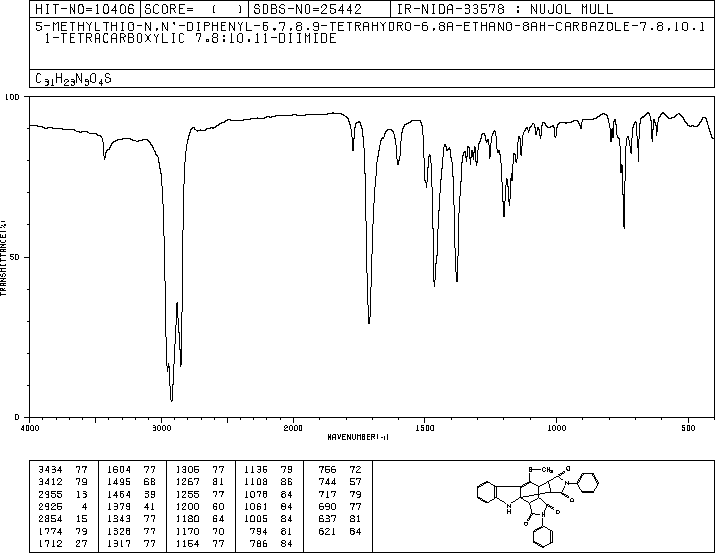 HIT-NO=10406 SCORE= ( ) SDBS-NO=25442 IR-NIDA-33578 : NUJOL MULL
5-METHYLTHIO-N,N'-DIPHENYL-6,7,8,9-TETRAHYDRO-6,8A-ETHANO-8AH-CARBAZOLE-7,8,10,1
1-TETRACARBOXYLIC 7,8:10,11-DIIMIDE
C31H23N3O4S
100
50
0
TRANSMITTANCE(%)
4000 3000 2000 1500 1000 500
WAVENUMBER(-1)
3434 77 1604 77 1306 77 1136 79 766 72
3412 79 1495 68 1267 81 1108 86 744 57
2955 13 1464 39 1255 77 1078 84 717 79
2925 4 1379 41 1200 60 1061 84 690 77
2854 15 1343 77 1180 64 1005 84 637 81
1774 79 1328 77 1170 70 794 81 621 84
1712 27 1317 77 1154 77 786 84
S-CH3 O
N
O
NH
O
O
N